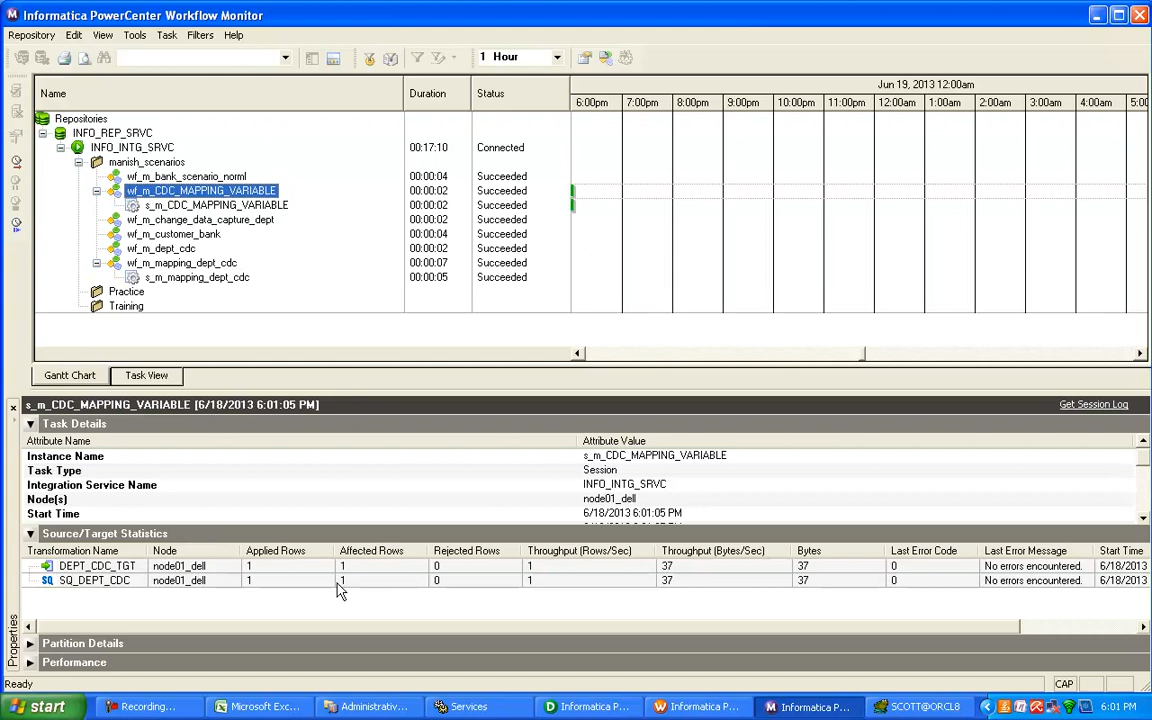 Informatica PowerCenter Workflow Monitor
Repository Edit View Tools Task Filters Help
1 Hour
Name Duration Status Jun 19, 2013 12:00am
6:00pm 7:00pm 8:00pm 9:00pm 10:00pm 11:00pm 12:00am 1:00am 2:00am 3:00am 4:00am 5:00
Repositories
INFO_REP_SRVC
INFO_INTG_SRVC 00:17:10 Connected
manish_scenarios
wf_m_bank_scenario_norml 00:00:04 Succeeded
wf_m_CDC_MAPPING_VARIABLE 00:00:02 Succeeded
s_m_CDC_MAPPING_VARIABLE 00:00:02 Succeeded
wf_m_change_data_capture_dept 00:00:02 Succeeded
wf_m_customer_bank 00:00:04 Succeeded
wf_m_dept_cdc 00:00:02 Succeeded
wf_m_mapping_dept_cdc 00:00:07 Succeeded
s_m_mapping_dept_cdc 00:00:05 Succeeded
Practice
Training
Gantt Chart Task View
s_m_CDC_MAPPING_VARIABLE [6/18/2013 6:01:05 PM] Get Session Log
Task Details
Attribute Name Attribute Value
Instance Name s_m_CDC_MAPPING_VARIABLE
Task Type Session
Integration Service Name INFO_INTG_SRVC
Node(s) node01_dell
Start Time 6/18/2013 6:01:05 PM
Source/Target Statistics
Transformation Name Node Applied Rows Affected Rows Rejected Rows Throughput (Rows/Sec) Throughput (Bytes/Sec) Bytes Last Error Code Last Error Message Start Time
DEPT_CDC_TGT node01_dell 1 1 0 1 37 37 0 No errors encountered. 6/18/2013
SQ SQ_DEPT_CDC node01_dell 1 1 0 1 37 37 0 No errors encountered. 6/18/2013
Partition Details
Performance
Properties
Ready CAP
start Recording... Microsoft Exc... Administrativ... Services Informatica P... Informatica P... Informatica P... SCOTT@ORCL8 6:01 PM